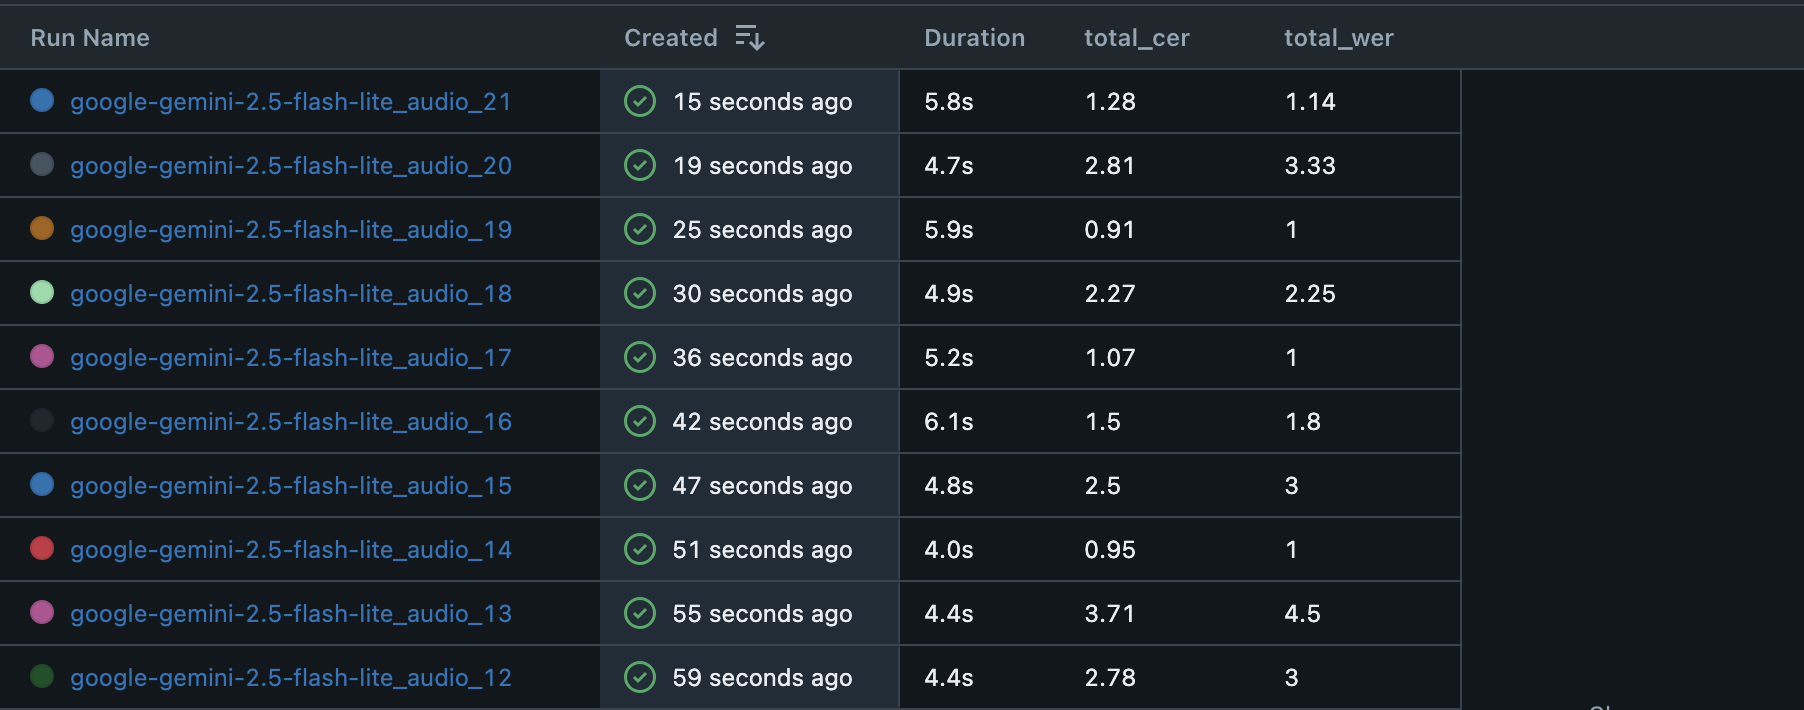 Run Name Created Duration total_cer total_wer
google-gemini-2.5-flash-lite_audio_21 15 seconds ago 5.8s 1.28 1.14
google-gemini-2.5-flash-lite_audio_20 19 seconds ago 4.7s 2.81 3.33
google-gemini-2.5-flash-lite_audio_19 25 seconds ago 5.9s 0.91 1
google-gemini-2.5-flash-lite_audio_18 30 seconds ago 4.9s 2.27 2.25
google-gemini-2.5-flash-lite_audio_17 36 seconds ago 5.2s 1.07 1
google-gemini-2.5-flash-lite_audio_16 42 seconds ago 6.1s 1.5 1.8
google-gemini-2.5-flash-lite_audio_15 47 seconds ago 4.8s 2.5 3
google-gemini-2.5-flash-lite_audio_14 51 seconds ago 4.0s 0.95 1
google-gemini-2.5-flash-lite_audio_13 55 seconds ago 4.4s 3.71 4.5
google-gemini-2.5-flash-lite_audio_12 59 seconds ago 4.4s 2.78 3